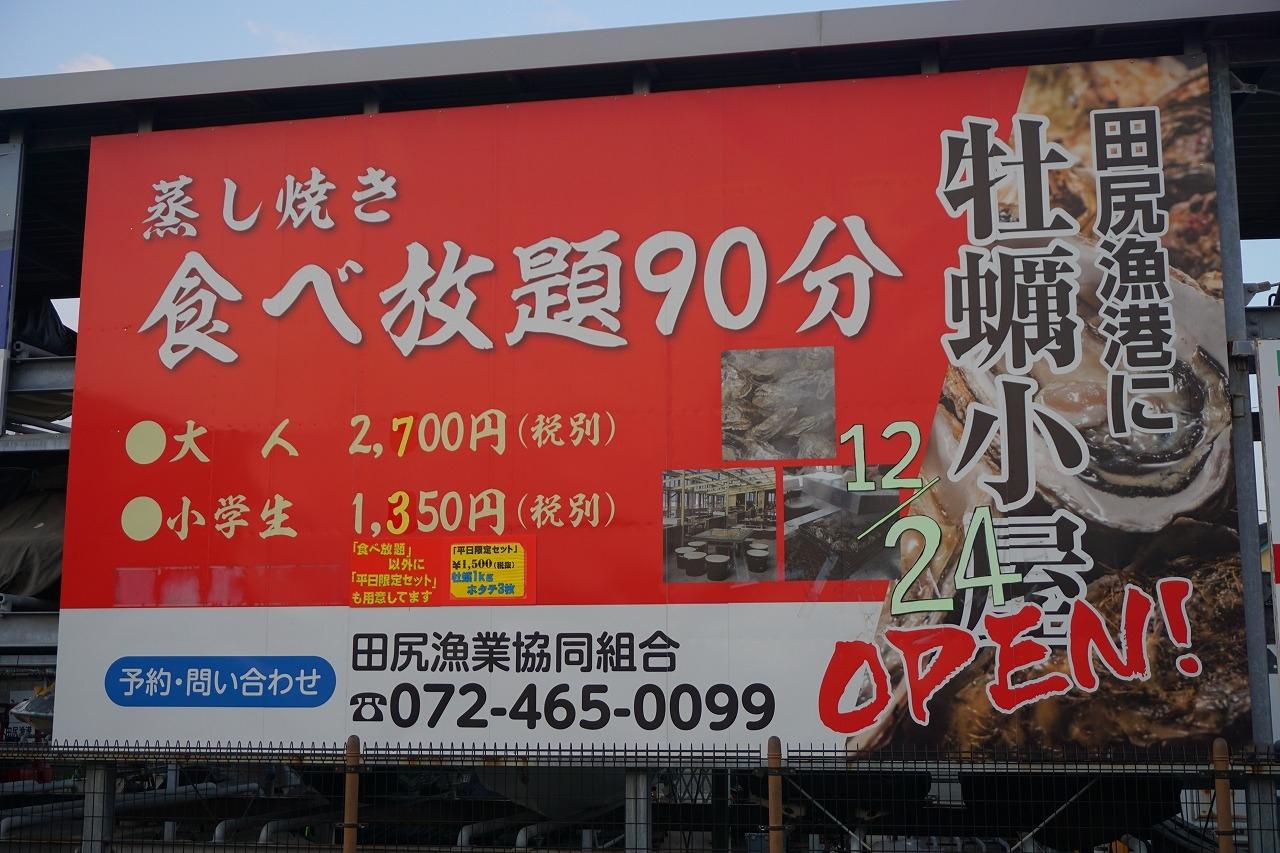 田尻漁港に
牡蠣小屋
12/24
OPEN!
蒸し焼き
食べ放題90分
●大　人　2,700円(税別)
●小学生　1,350円(税別)
「食べ放題」
以外に
「平日限定セット」
も用意してます
「平日限定セット」
¥1,500(税抜)
牡蠣1kg
ホタテ3枚
予約・問い合わせ
田尻漁業協同組合
☎072-465-0099